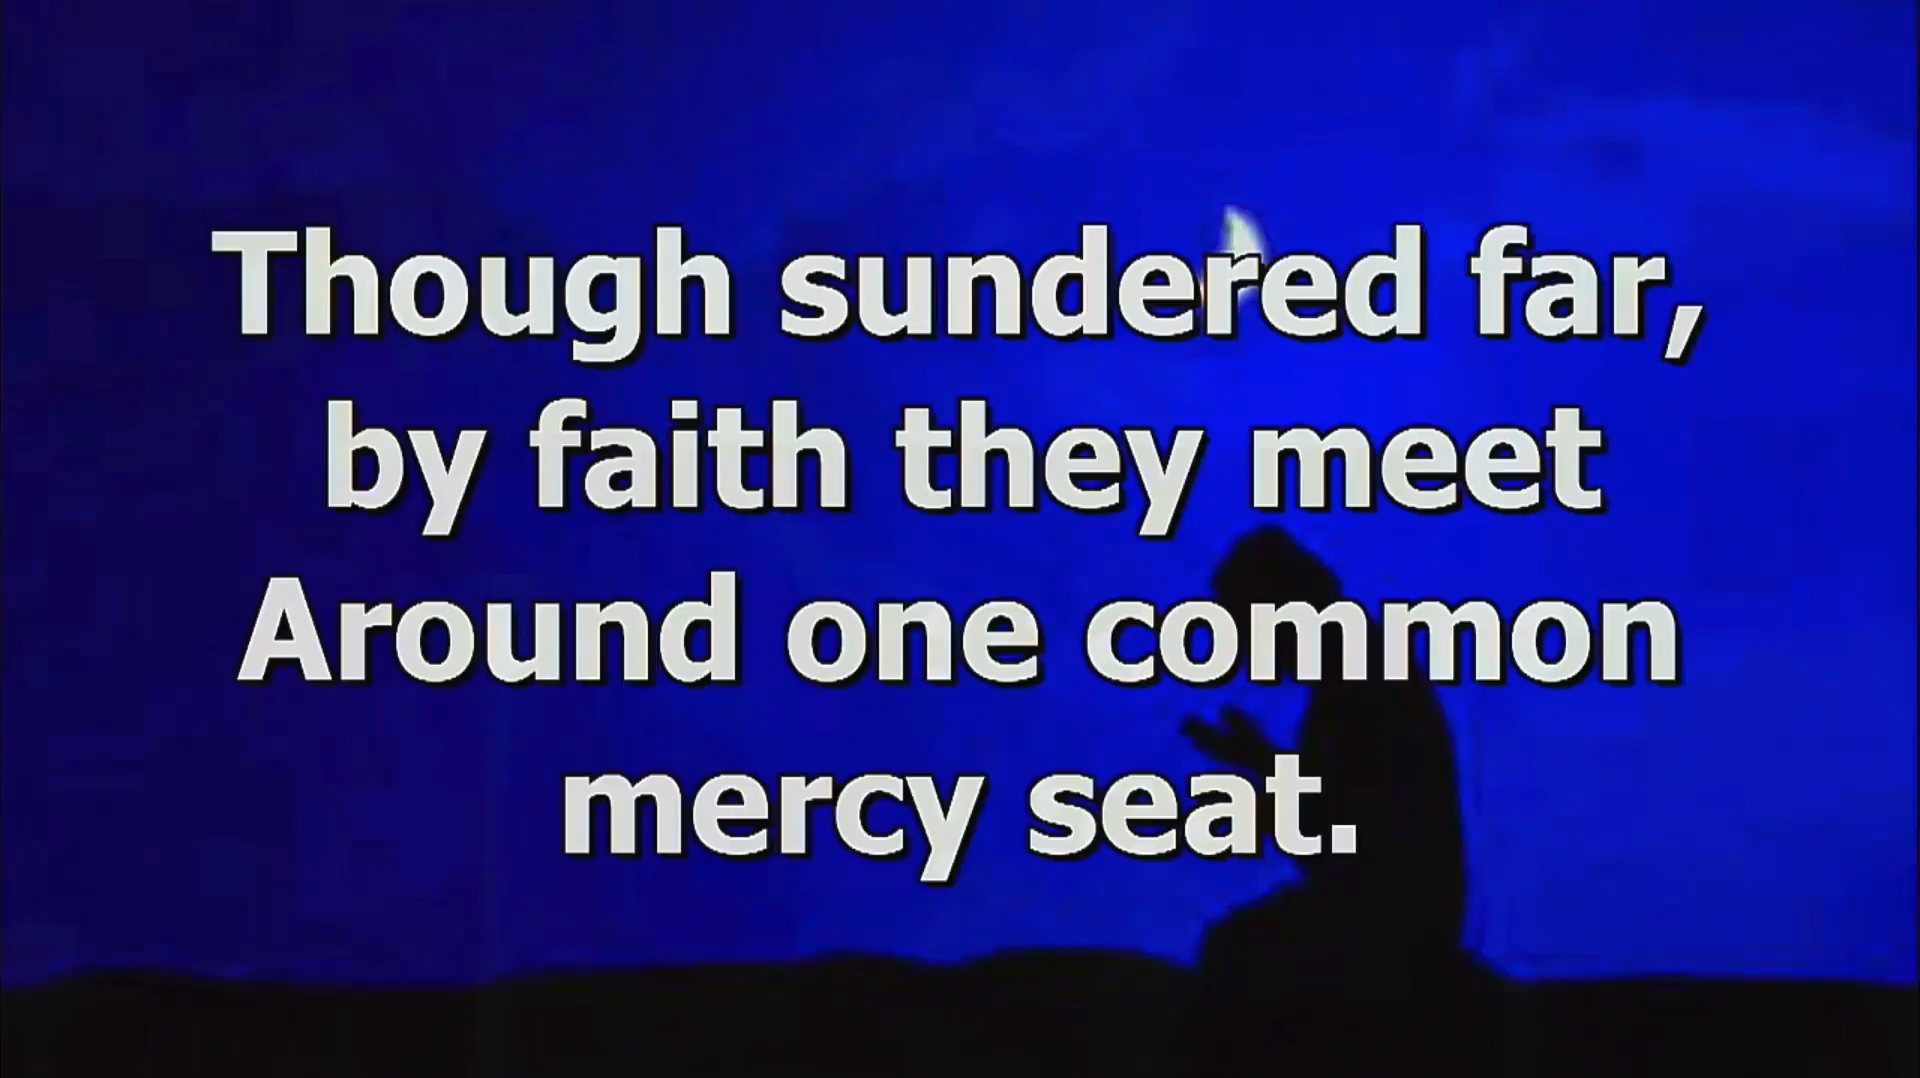 Though sundered far,
by faith they meet
Around one common
mercy seat.